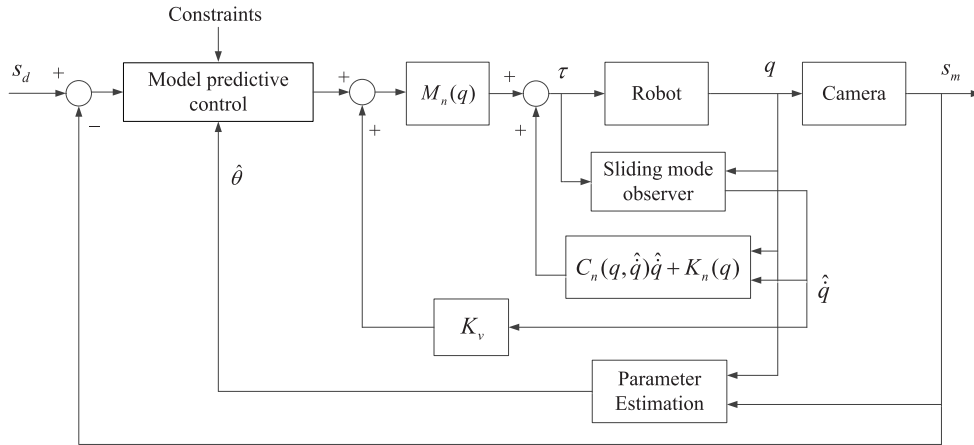 Constraints
s_d
+
−
Model predictive
control
+
+
M_n(q)
+
+
τ
Robot
q
Camera
s_m
θ̂
Sliding mode
observer
C_n(q, q̇̂)q̇̂ + K_n(q)
q̇̂
K_v
Parameter
Estimation